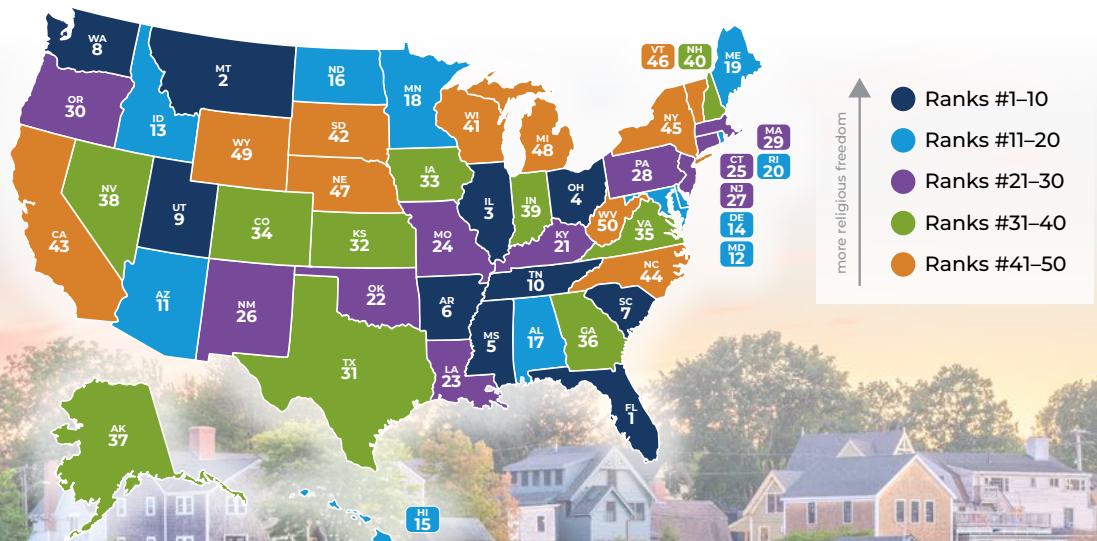 WA
8
MT
2
ND
16
MN
18
VT
46
NH
40
ME
19
OR
30
ID
13
WY
49
SD
42
WI
41
MI
48
NY
45
MA
29
CT
25
RI
20
NJ
27
DE
14
MD
12
NV
38
UT
9
CO
34
NE
47
IA
33
IL
3
IN
39
OH
4
PA
28
CA
43
KS
32
MO
24
KY
21
WV
50
VA
35
AZ
11
NM
26
OK
22
AR
6
TN
10
NC
44
SC
7
TX
31
LA
23
MS
5
AL
17
GA
36
FL
1
AK
37
HI
15
more religious freedom
Ranks #1–10
Ranks #11–20
Ranks #21–30
Ranks #31–40
Ranks #41–50